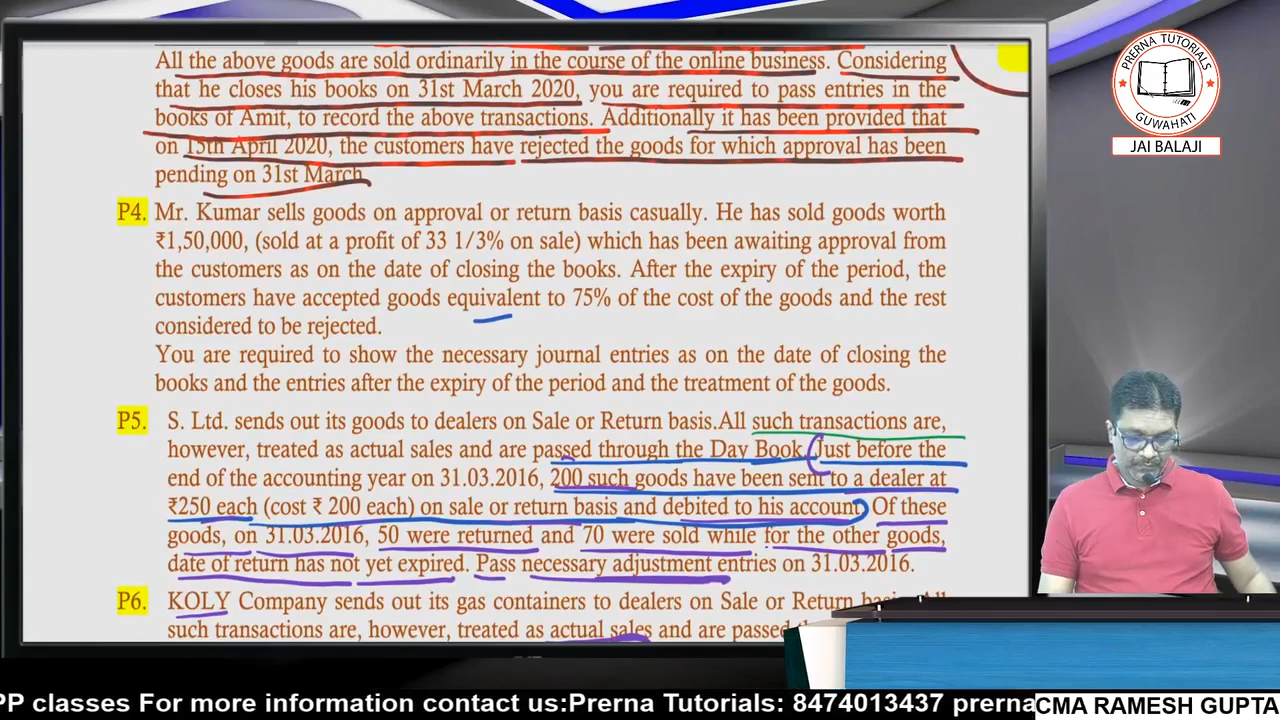 All the above goods are sold ordinarily in the course of the online business. Considering
that he closes his books on 31st March 2020, you are required to pass entries in the
books of Amit, to record the above transactions. Additionally it has been provided that
on 15th April 2020, the customers have rejected the goods for which approval has been
pending on 31st March
P4. Mr. Kumar sells goods on approval or return basis casually. He has sold goods worth
₹1,50,000, (sold at a profit of 33 1/3% on sale) which has been awaiting approval from
the customers as on the date of closing the books. After the expiry of the period, the
customers have accepted goods equivalent to 75% of the cost of the goods and the rest
considered to be rejected.
You are required to show the necessary journal entries as on the date of closing the
books and the entries after the expiry of the period and the treatment of the goods.
P5. S. Ltd. sends out its goods to dealers on Sale or Return basis.All such transactions are,
however, treated as actual sales and are passed through the Day Book. Just before the
end of the accounting year on 31.03.2016, 200 such goods have been sent to a dealer at
₹250 each (cost ₹ 200 each) on sale or return basis and debited to his account. Of these
goods, on 31.03.2016, 50 were returned and 70 were sold while for the other goods,
date of return has not yet expired. Pass necessary adjustment entries on 31.03.2016.
P6. KOLY Company sends out its gas containers to dealers on Sale or Return
such transactions are, however, treated as actual sales and are passed
PRERNA TUTORIALS
GUWAHATI
JAI BALAJI
PP classes For more information contact us:Prerna Tutorials: 8474013437 prerna
CMA RAMESH GUPTA